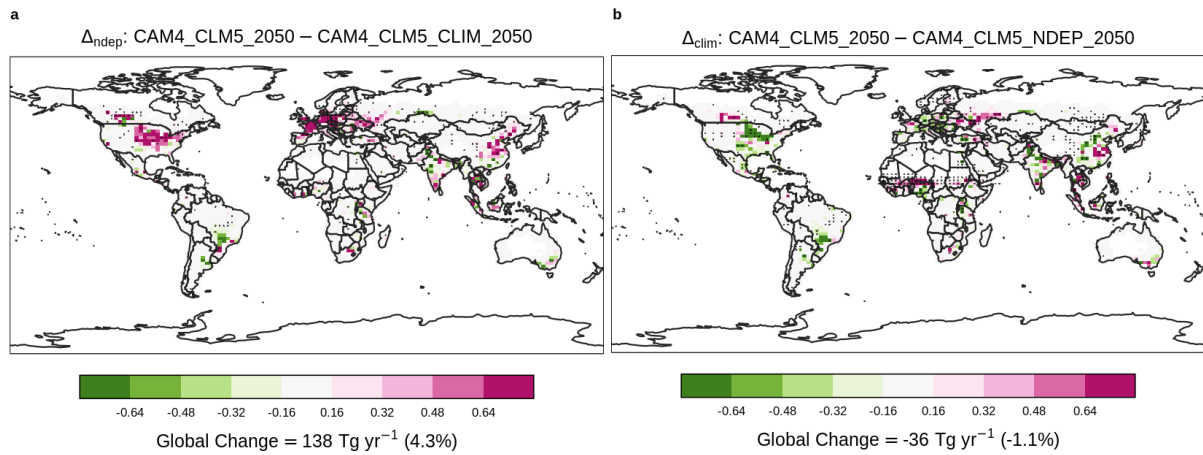 a
Δndep: CAM4_CLM5_2050 − CAM4_CLM5_CLIM_2050
-0.64 -0.48 -0.32 -0.16 0.16 0.32 0.48 0.64
Global Change = 138 Tg yr⁻¹ (4.3%)
b
Δclim: CAM4_CLM5_2050 − CAM4_CLM5_NDEP_2050
-0.64 -0.48 -0.32 -0.16 0.16 0.32 0.48 0.64
Global Change = -36 Tg yr⁻¹ (-1.1%)